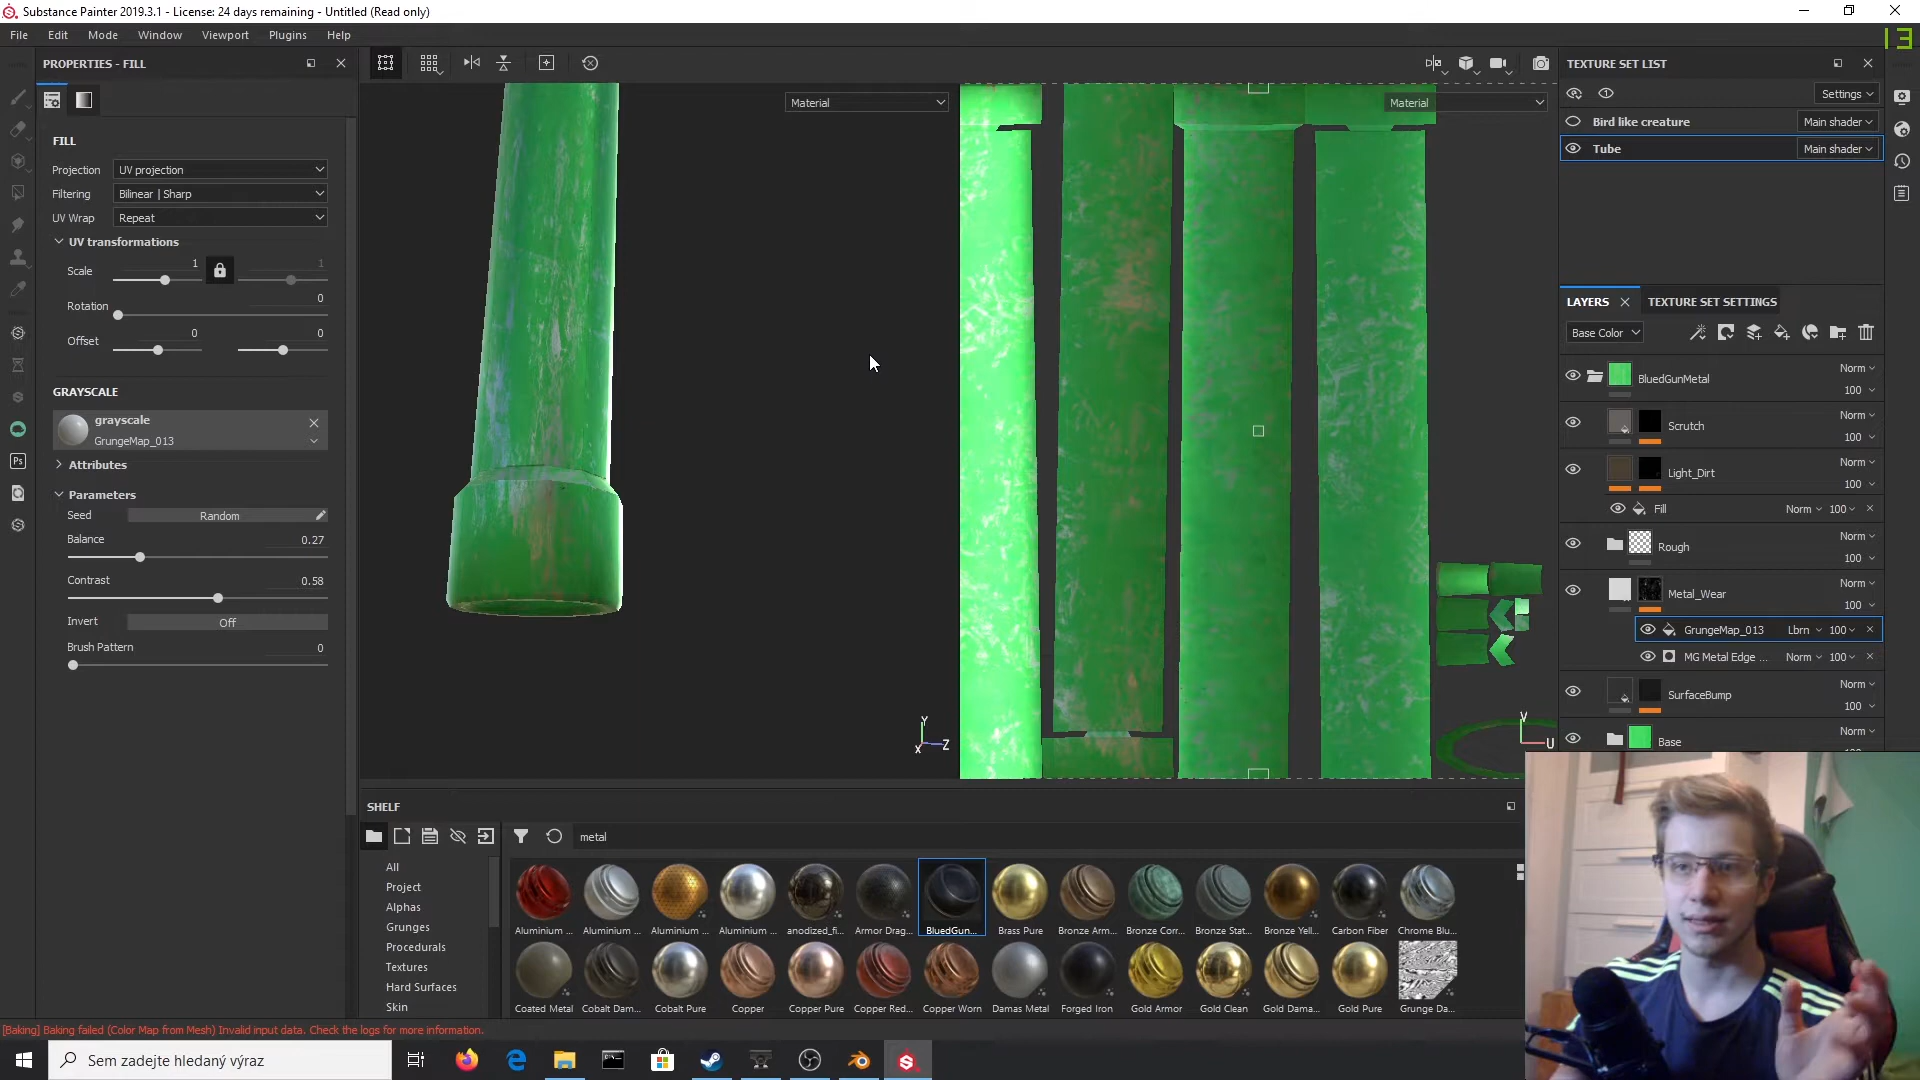 Substance Painter 2019.3.1 - License: 24 days remaining - Untitled (Read only)
File Edit Mode Window Viewport Plugins Help
13
PROPERTIES - FILL
FILL
Projection UV projection
Filtering Bilinear | Sharp
UV Wrap Repeat
UV transformations
Scale 1 1
Rotation 0
Offset 0 0
GRAYSCALE
grayscale
GrungeMap_013
Attributes
Parameters
Seed Random
Balance 0.27
Contrast 0.58
Invert Off
Brush Pattern 0
Material
Y
X Z
Material
V
U
TEXTURE SET LIST
Settings
Bird like creature Main shader
Tube Main shader
LAYERS TEXTURE SET SETTINGS
Base Color
BluedGunMetal Norm 100
Scrutch Norm 100
Light_Dirt Norm 100
Fill Norm 100
Rough Norm 100
Metal_Wear Norm 100
GrungeMap_013 Lbrn 100
MG Metal Edge ... Norm 100
SurfaceBump Norm 100
Base Norm
SHELF
metal
All
Project
Alphas
Grunges
Procedurals
Textures
Hard Surfaces
Skin
Aluminium ... Aluminium ... Aluminium ... Aluminium ... anodized_fi... Armor Drag... BluedGun... Brass Pure Bronze Arm... Bronze Corr... Bronze Stat... Bronze Yell... Carbon Fiber Chrome Blu...
Coated Metal Cobalt Dam... Cobalt Pure Copper Copper Pure Copper Red... Copper Worn Damas Metal Forged Iron Gold Armor Gold Clean Gold Dama... Gold Pure Grunge Da...
[Baking] Baking failed (Color Map from Mesh) Invalid input data. Check the logs for more information.
Sem zadejte hledaný výraz
Ps